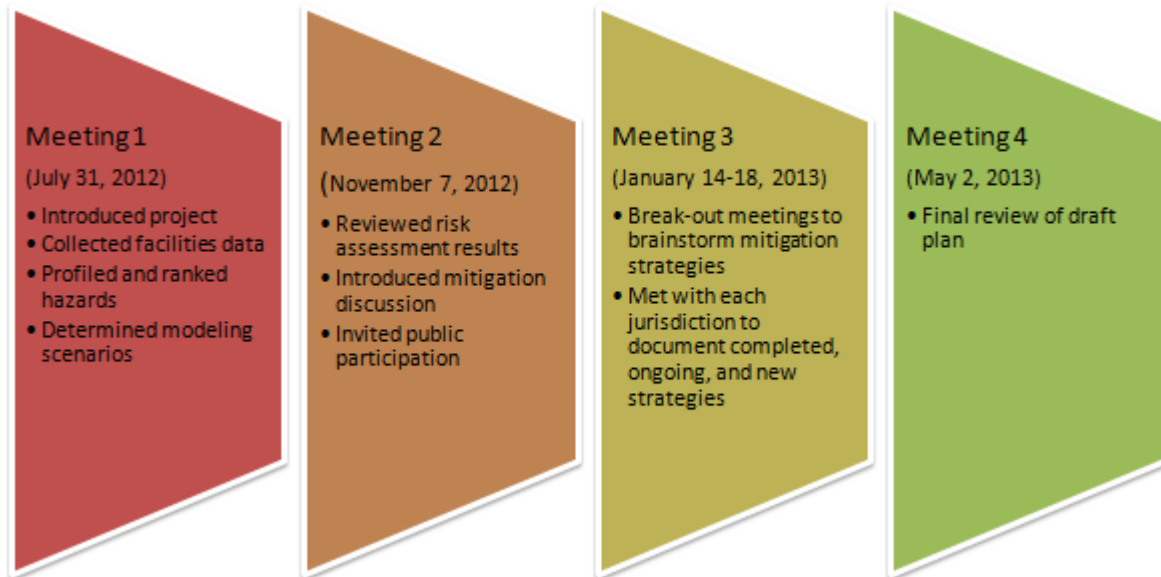 Meeting 1
(July 31, 2012)
• Introduced project
• Collected facilities data
• Profiled and ranked
hazards
• Determined modeling
scenarios
Meeting 2
(November 7, 2012)
• Reviewed risk
assessment results
• Introduced mitigation
discussion
• Invited public
participation
Meeting 3
(January 14-18, 2013)
• Break-out meetings to
brainstorm mitigation
strategies
• Met with each
jurisdiction to
document completed,
ongoing, and new
strategies
Meeting 4
(May 2, 2013)
• Final review of draft
plan